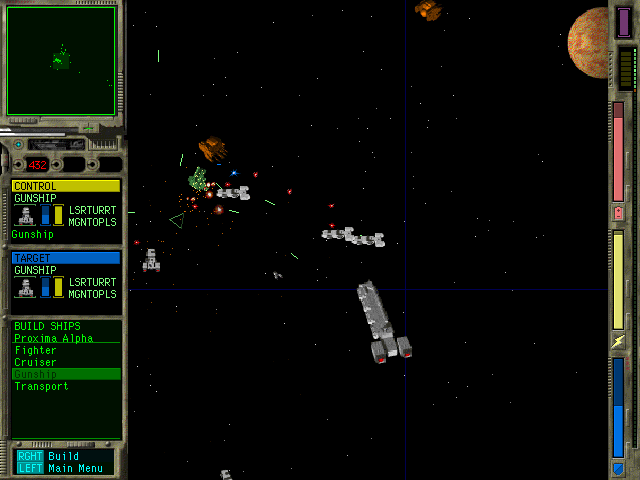 432
CONTROL
GUNSHIP
LSRTURRT
MGNTOPLS
Gunship
TARGET
GUNSHIP
LSRTURRT
MGNTOPLS
BUILD SHIPS
Proxima Alpha
Fighter
Cruiser
Gunship
Transport
RGHT Build
LEFT Main Menu